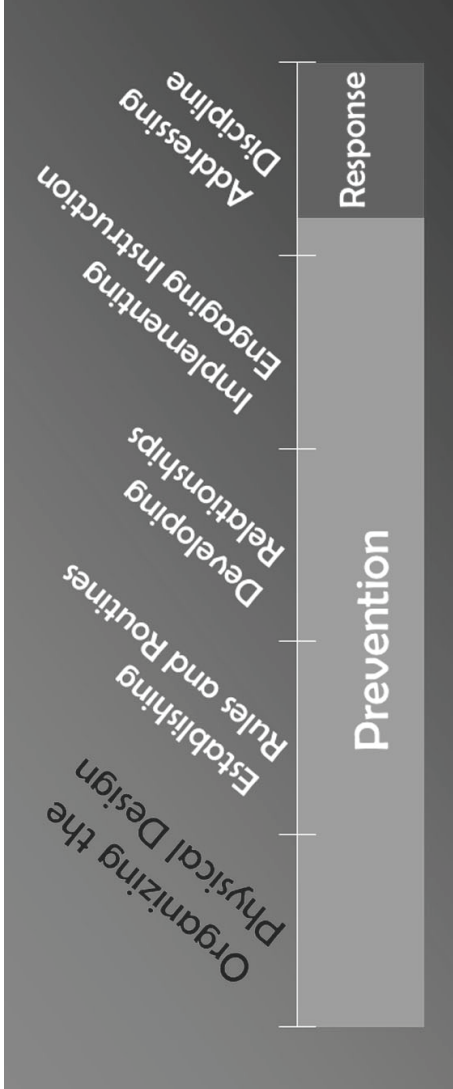 Organizing the
Physical Design
Establishing
Rules and Routines
Developing
Relationships
Implementing
Engaging Instruction
Addressing
Discipline
Prevention
Response